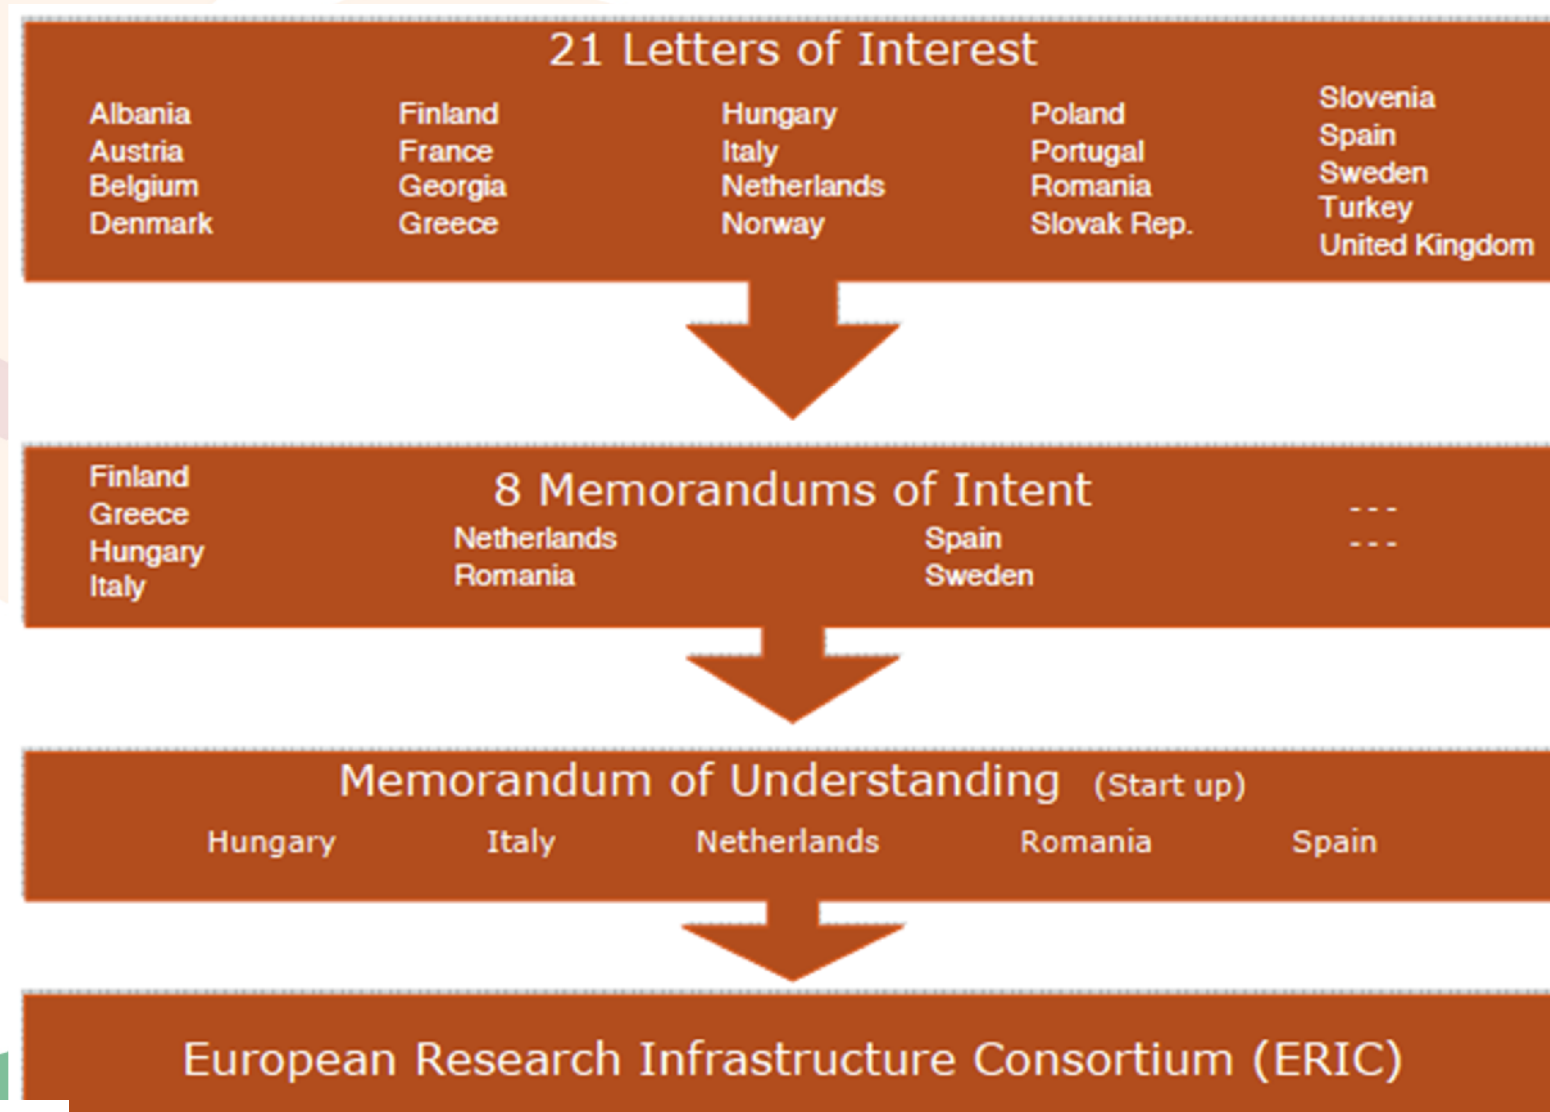 21 Letters of Interest
Albania
Austria
Belgium
Denmark
Finland
France
Georgia
Greece
Hungary
Italy
Netherlands
Norway
Poland
Portugal
Romania
Slovak Rep.
Slovenia
Spain
Sweden
Turkey
United Kingdom
8 Memorandums of Intent
Finland
Greece
Hungary
Italy
Netherlands
Romania
Spain
Sweden
---
---
Memorandum of Understanding (Start up)
Hungary Italy Netherlands Romania Spain
European Research Infrastructure Consortium (ERIC)